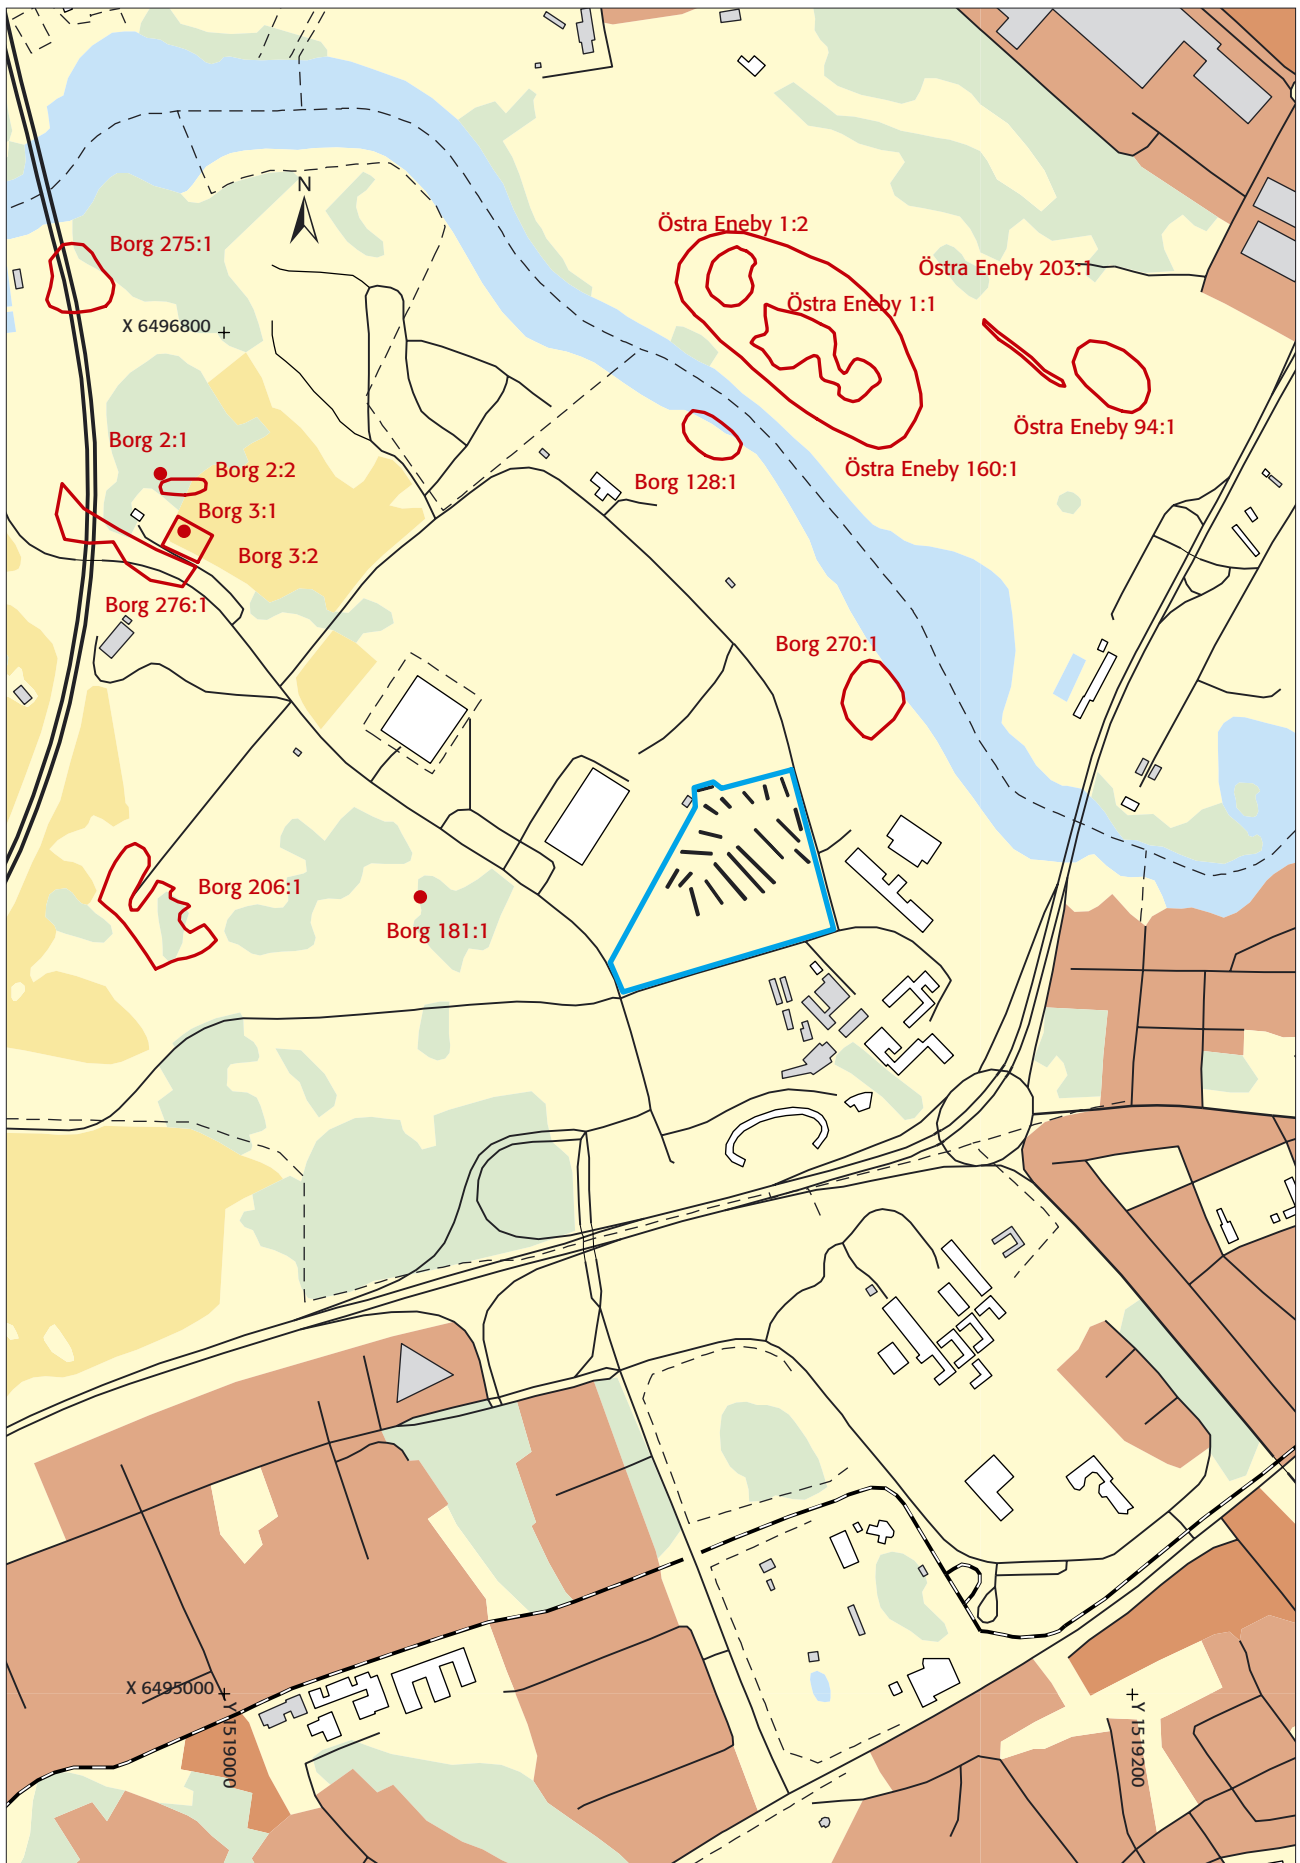 N
Östra Eneby 1:2
Borg 275:1
Östra Eneby 203:1
Östra Eneby 1:1
X 6496800
Östra Eneby 94:1
Borg 2:1
Östra Eneby 160:1
Borg 2:2
Borg 128:1
Borg 3:1
Borg 3:2
Borg 276:1
Borg 270:1
Borg 206:1
Borg 181:1
X 6495000
Y 1519000
Y 1519200